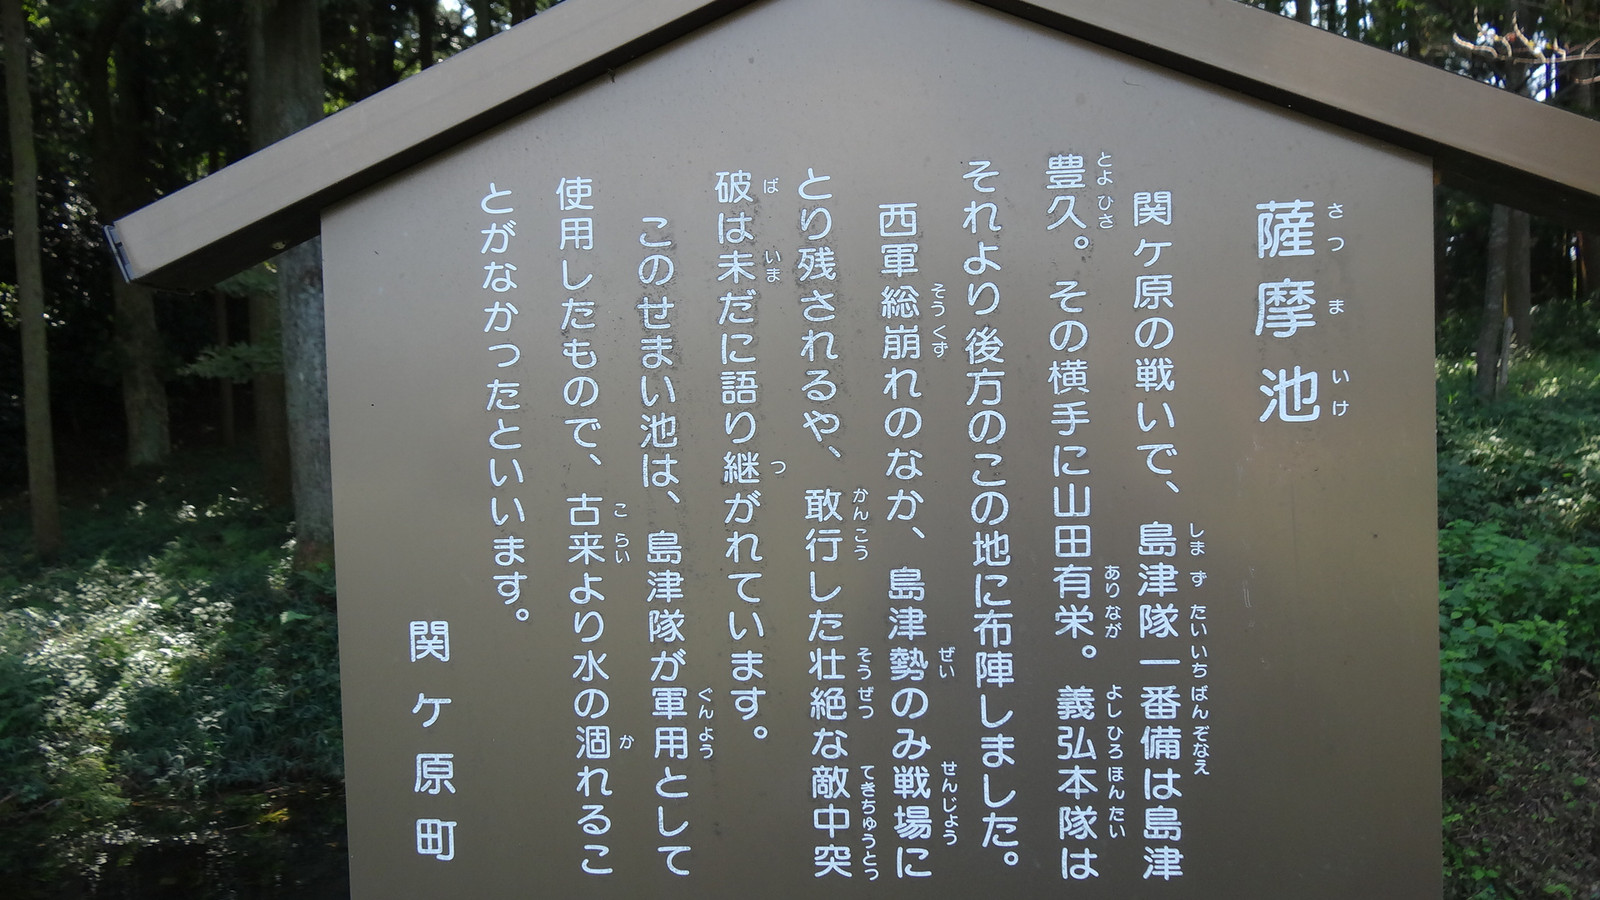 薩摩池
関ケ原の戦いで、島津隊一番備は島津
豊久。その横手に山田有栄。義弘本隊は
それより後方のこの地に布陣しました。
西軍総崩れのなか、島津勢のみ戦場に
とり残されるや、敢行した壮絶な敵中突
破は未だに語り継がれています。
このせまい池は、島津隊が軍用として
使用したもので、古来より水の涸れるこ
とがなかったといいます。
関ケ原町